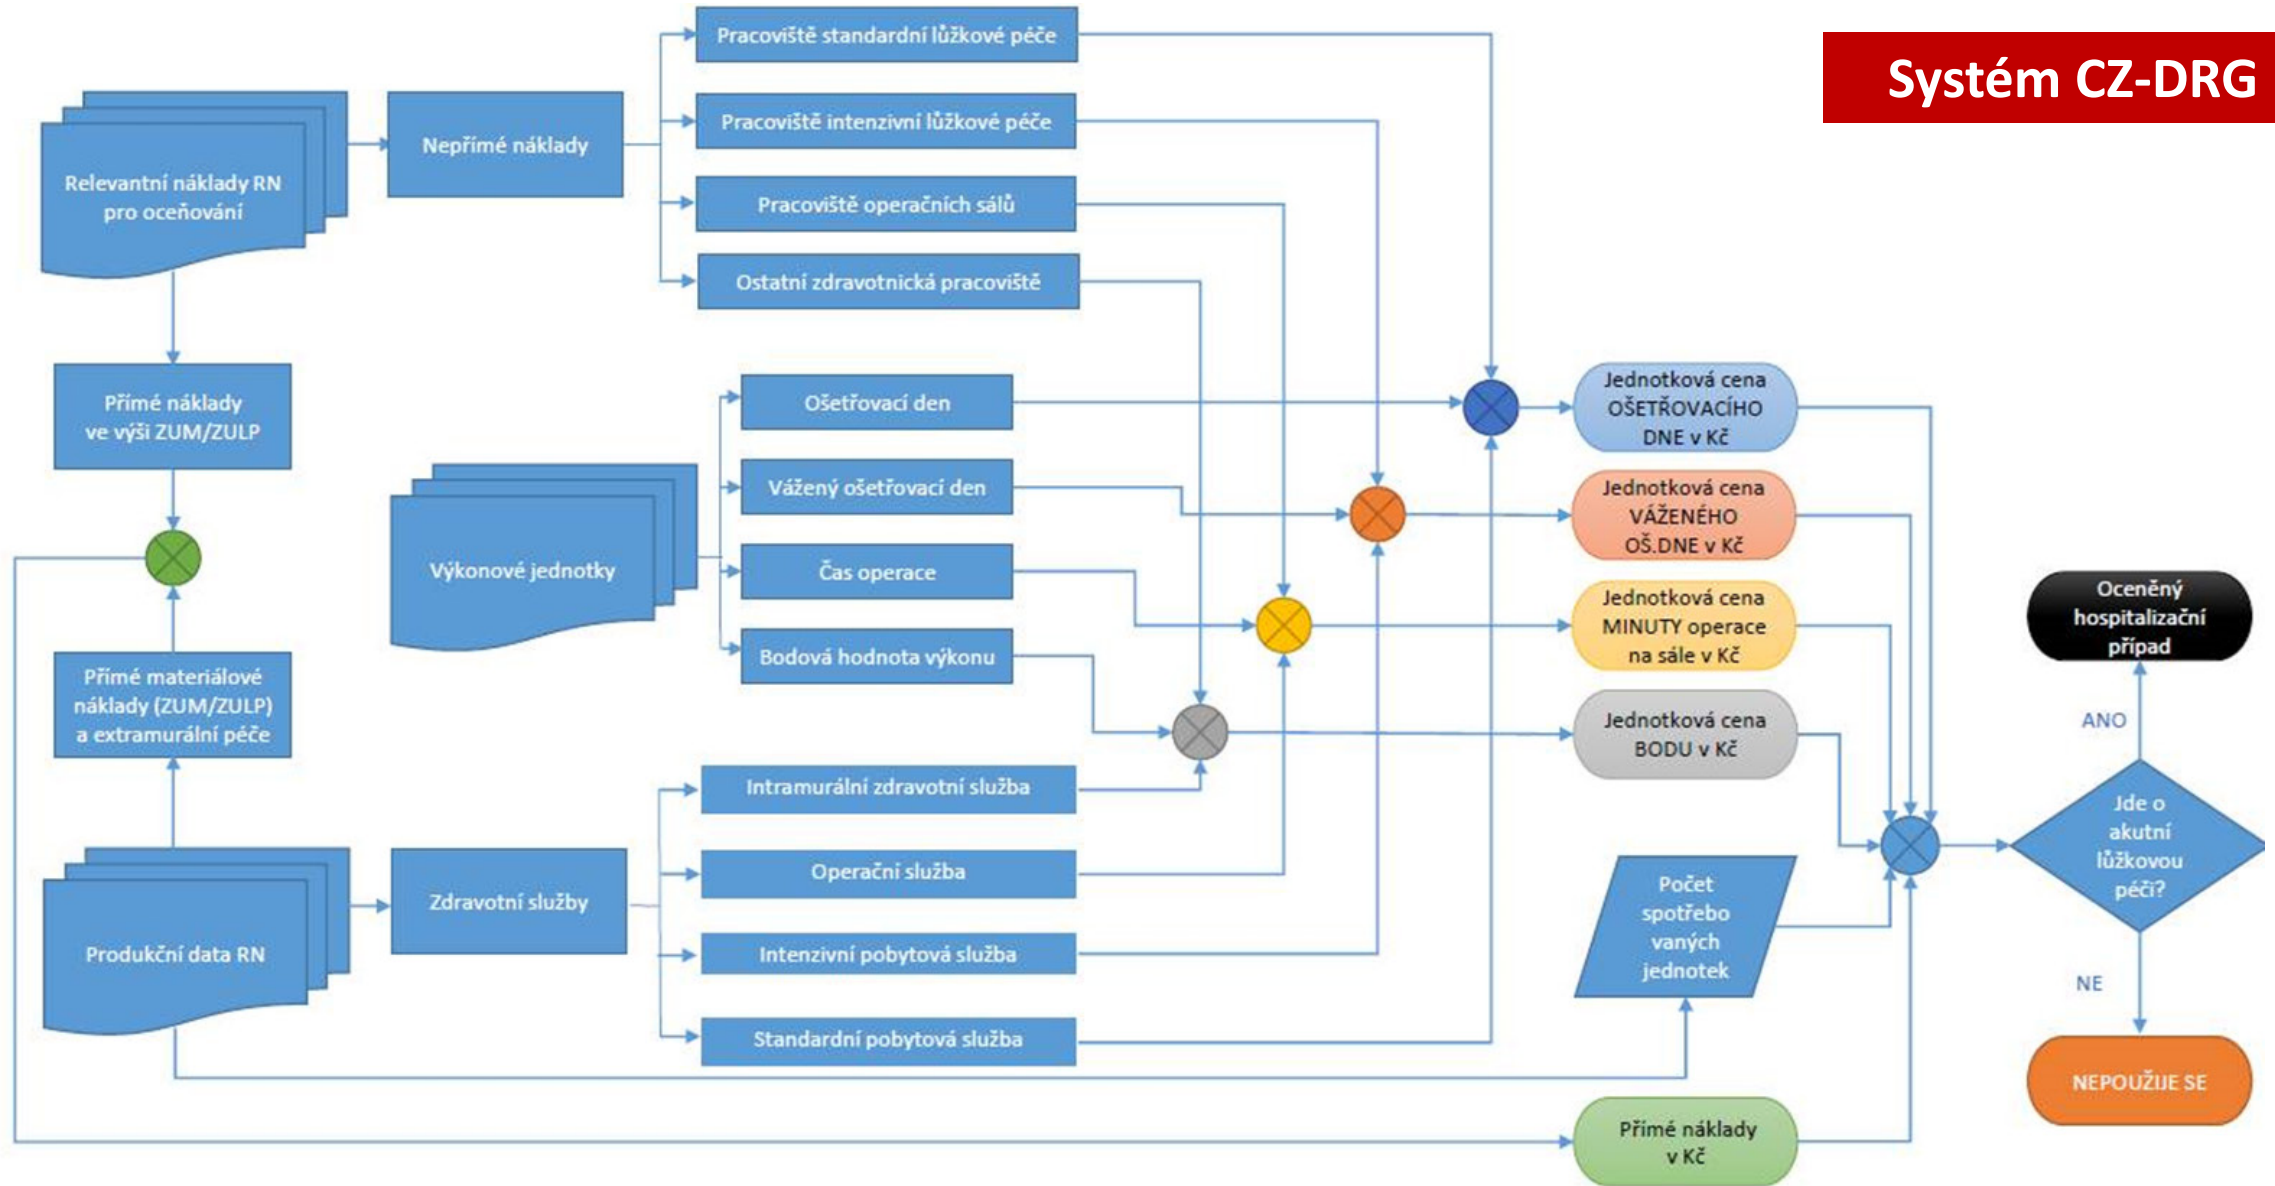 Systém CZ-DRG
Pracoviště standardní lůžkové péče
Pracoviště intenzivní lůžkové péče
Pracoviště operačních sálů
Ostatní zdravotnická pracoviště
Nepřímé náklady
Relevantní náklady RN
pro oceňování
Přímé náklady
ve výši ZUM/ZULP
Ošetřovací den
Vážený ošetřovací den
Čas operace
Bodová hodnota výkonu
Výkonové jednotky
Přímé materiálové
náklady (ZUM/ZULP)
a extramurální péče
Produkční data RN
Zdravotní služby
Intramurální zdravotní služba
Operační služba
Intenzivní pobytová služba
Standardní pobytová služba
Jednotková cena
OŠETŘOVACÍHO
DNE v Kč
Jednotková cena
VÁŽENÉHO
OŠ.DNE v Kč
Jednotková cena
MINUTY operace
na sále v Kč
Jednotková cena
BODU v Kč
Počet
spotřebo
vaných
jednotek
Přímé náklady
v Kč
Oceněný
hospitalizační
případ
ANO
Jde o
akutní
lůžkovou
péči?
NE
NEPOUŽIJE SE